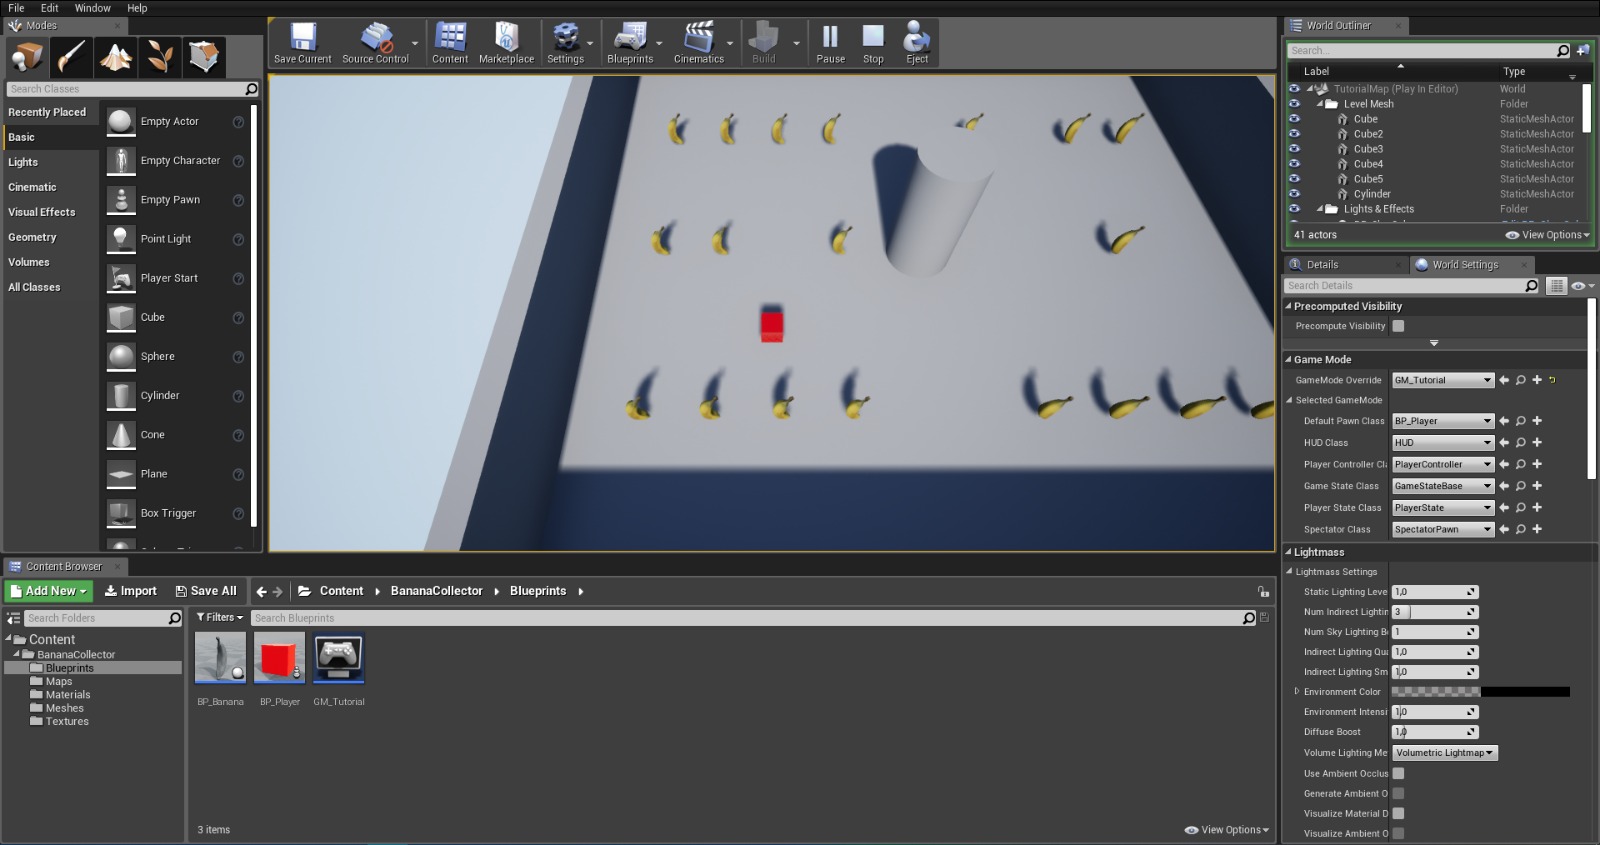 File Edit Window Help
Modes
World Outliner
Save Current Source Control Content Marketplace Settings Blueprints Cinematics Build Pause Stop Eject
Search...
Label Type
Search Classes
TutorialMap (Play In Editor) World
Level Mesh Folder
Cube StaticMeshActor
Cube2 StaticMeshActor
Cube3 StaticMeshActor
Cube4 StaticMeshActor
Cube5 StaticMeshActor
Cylinder StaticMeshActor
Lights & Effects Folder
41 actors View Options
Recently Placed
Basic
Lights
Cinematic
Visual Effects
Geometry
Volumes
All Classes
Empty Actor
Empty Character
Empty Pawn
Point Light
Player Start
Cube
Sphere
Cylinder
Cone
Plane
Box Trigger
Details World Settings
Search Details
Precomputed Visibility
Precompute Visibility
Game Mode
GameMode Override GM_Tutorial
Selected GameMode
Default Pawn Class BP_Player
HUD Class HUD
Player Controller Cl PlayerController
Game State Class GameStateBase
Player State Class PlayerState
Spectator Class SpectatorPawn
Lightmass
Lightmass Settings
Static Lighting Leve 1,0
Num Indirect Lightin 3
Num Sky Lighting B 1
Indirect Lighting Qua 1,0
Indirect Lighting Sm 1,0
Environment Color
Environment Intensi 1,0
Diffuse Boost 1,0
Volume Lighting Me Volumetric Lightmap
Use Ambient Occlus
Generate Ambient O
Visualize Material D
Visualize Ambient O
Content Browser
Add New Import Save All Content BananaCollector Blueprints
Search Folders
Filters Search Blueprints
Content
BananaCollector
Blueprints
Maps
Materials
Meshes
Textures
BP_Banana BP_Player GM_Tutorial
3 items View Options